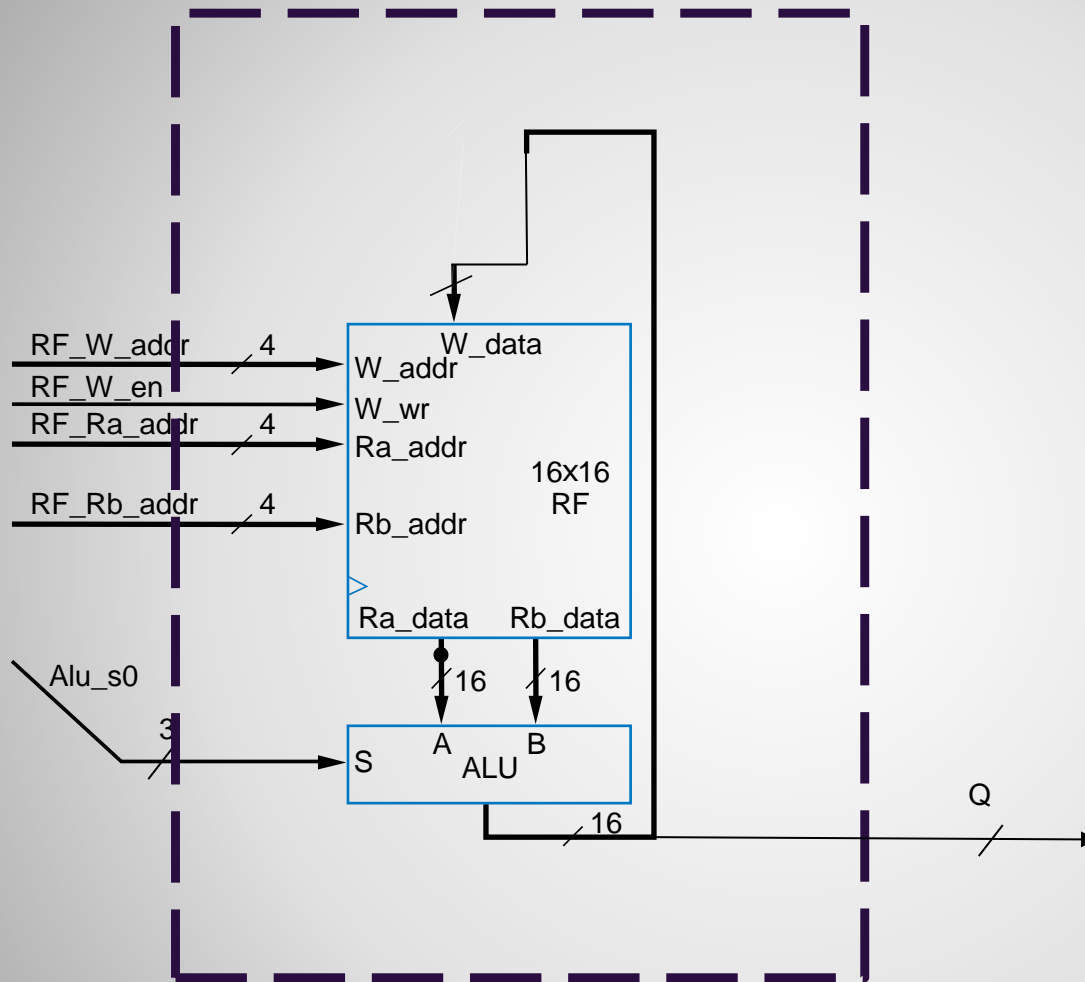 W_data
RF_W_addr
4
W_addr
RF_W_en
W_wr
RF_Ra_addr
4
Ra_addr
16x16
RF
RF_Rb_addr
4
Rb_addr
Ra_data
Rb_data
16
16
Alu_s0
3
S
A
B
ALU
16
Q